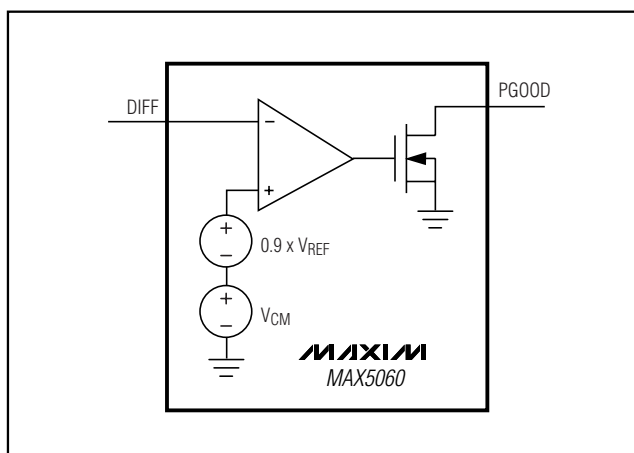 DIFF
PGOOD
−
+
+
−
0.9 x VREF
+
−
VCM
MAXIM
MAX5060